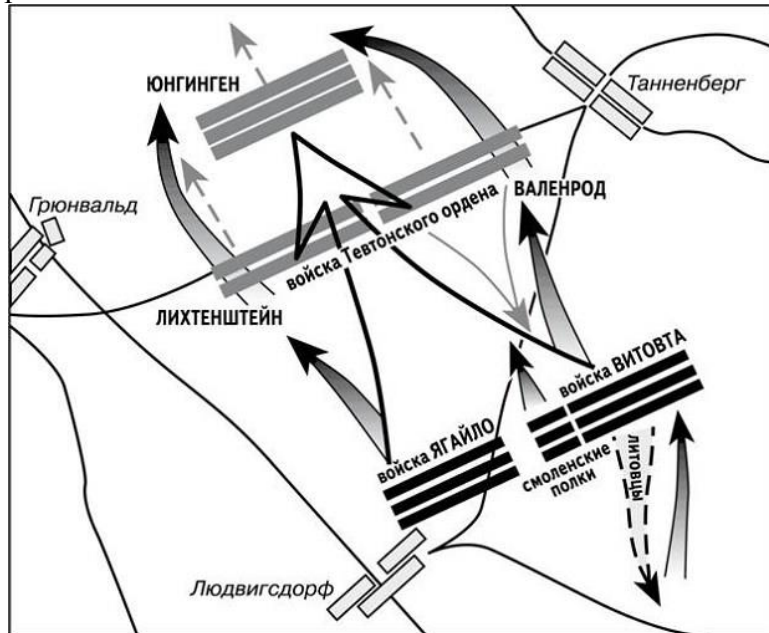 ЮНГИНГЕН
Танненберг
Грюнвальд
ВАЛЕНРОД
войска Тевтонского ордена
ЛИХТЕНШТЕЙН
войска ВИТОВТА
войска ЯГАЙЛО
смоленские
полки
литовцы
Людвигсдорф